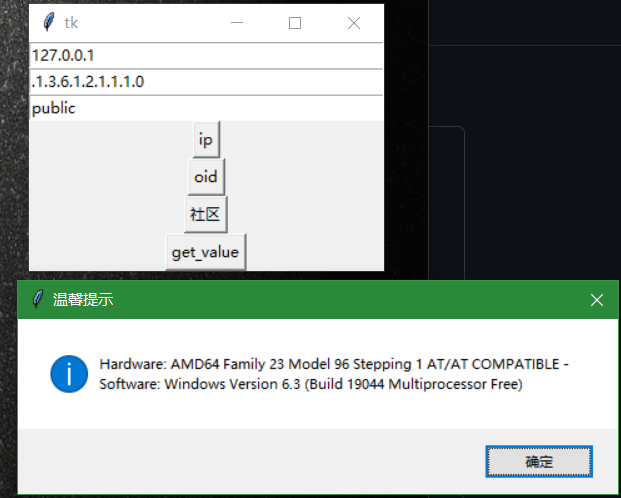 tk
127.0.0.1
.1.3.6.1.2.1.1.1.0
public
ip
oid
社区
get_value
温馨提示
Hardware: AMD64 Family 23 Model 96 Stepping 1 AT/AT COMPATIBLE -
Software: Windows Version 6.3 (Build 19044 Multiprocessor Free)
确定